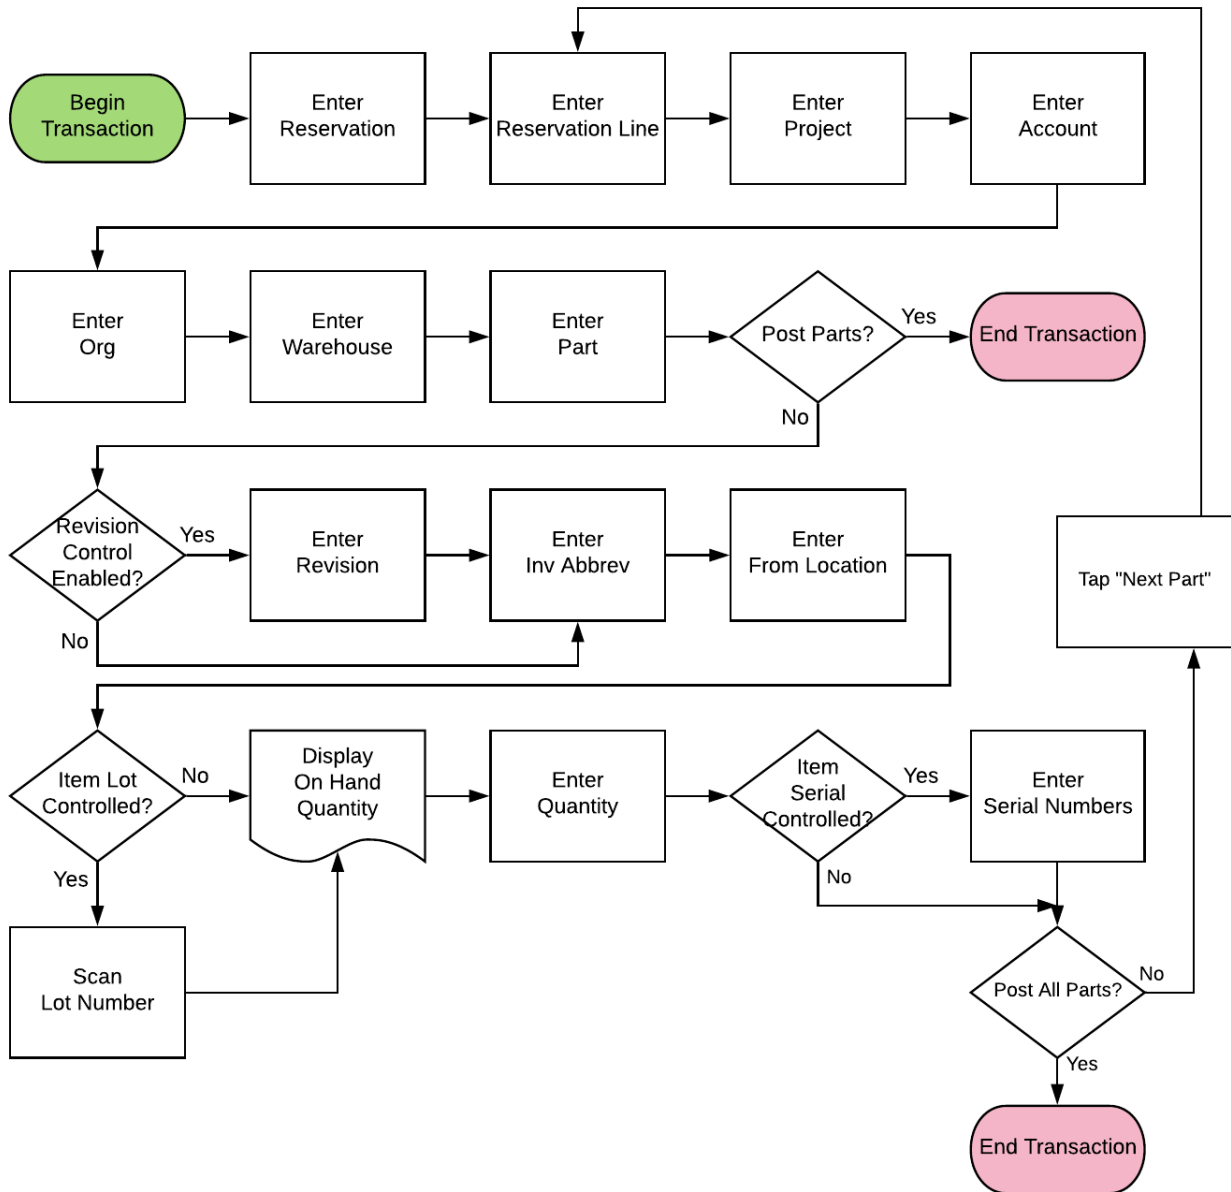 Begin
Transaction
Enter
Reservation
Enter
Reservation Line
Enter
Project
Enter
Account
Enter
Org
Enter
Warehouse
Enter
Part
Post Parts?
Yes
End Transaction
No
Revision
Control
Enabled?
Yes
Enter
Revision
Enter
Inv Abbrev
Enter
From Location
Tap "Next Part"
No
Item Lot
Controlled?
No
Display
On Hand
Quantity
Enter
Quantity
Item
Serial
Controlled?
Yes
Enter
Serial Numbers
Yes
No
Scan
Lot Number
Post All Parts?
No
Yes
End Transaction